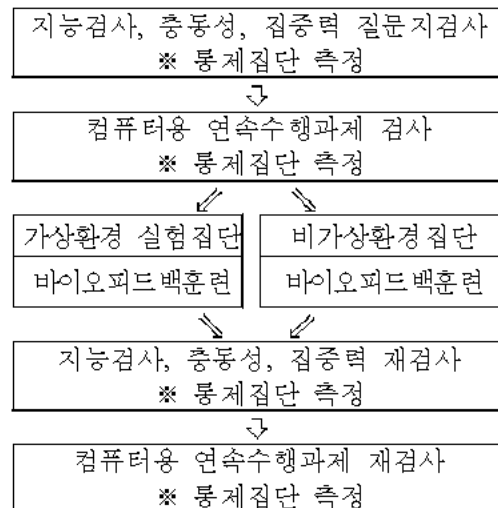 지능검사, 충동성, 집중력 질문지검사
※ 통제집단 측정
컴퓨터용 연속수행과제 검사
※ 통제집단 측정
가상환경 실험집단
바이오피드백훈련
비가상환경집단
바이오피드백훈련
지능검사, 충동성, 집중력 재검사
※ 통제집단 측정
컴퓨터용 연속수행과제 재검사
※ 통제집단 측정